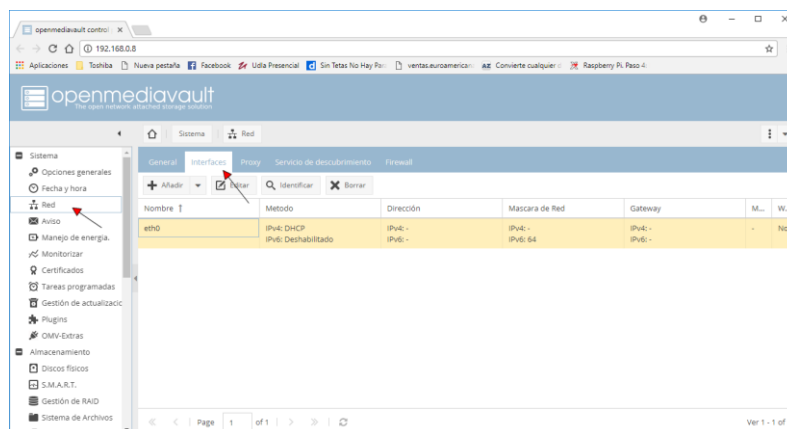 openmediavault control
192.168.0.8
Aplicaciones Toshiba Nueva pestaña Facebook Udla Presencial Sin Tetas No Hay Par ventas.euroamerican AZ Convierte cualquier Raspberry Pi. Paso 4:
openmediavault
The open network attached storage solution
Sistema Red
General Interfaces Proxy Servicio de descubrimiento Firewall
Añadir Editar Identificar Borrar
Nombre Metodo Dirección Mascara de Red Gateway M... W.
eth0 IPv4: DHCP IPv4: - IPv4: - IPv4: - - No
IPv6: Deshabilitado IPv6: - IPv6: 64 IPv6: -
Sistema
Opciones generales
Fecha y hora
Red
Aviso
Manejo de energía.
Monitorizar
Certificados
Tareas programadas
Gestión de actualizacic
Plugins
OMV-Extras
Almacenamiento
Discos físicos
S.M.A.R.T.
Gestión de RAID
Sistema de Archivos
Page 1 of 1 Ver 1 - 1 of